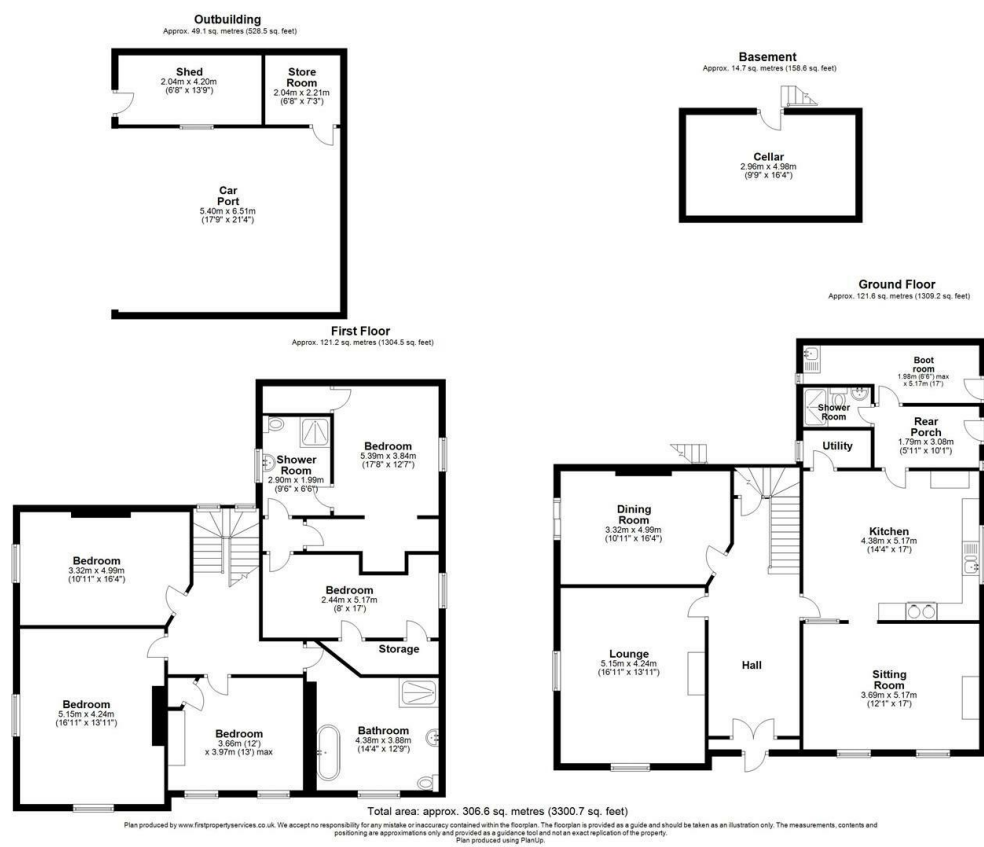 Outbuilding
Approx. 49.1 sq. metres (528.5 sq. feet)
Shed
2.04m x 4.20m
(6'8" x 13'9")
Store
Room
2.04m x 2.21m
(6'8" x 7'3")
Car
Port
5.40m x 6.51m
(17'9" x 21'4")
Basement
Approx. 14.7 sq. metres (158.6 sq. feet)
Cellar
2.96m x 4.98m
(9'9" x 16'4")
First Floor
Approx. 121.2 sq. metres (1304.5 sq. feet)
Bedroom
5.39m x 3.84m
(17'8" x 12'7")
Shower
Room
2.90m x 1.99m
(9'6" x 6'6")
Bedroom
3.32m x 4.99m
(10'11" x 16'4")
Bedroom
2.44m x 5.17m
(8' x 17')
Storage
Bedroom
5.15m x 4.24m
(16'11" x 13'11")
Bedroom
3.66m (12')
x 3.97m (13') max
Bathroom
4.38m x 3.88m
(14'4" x 12'9")
Ground Floor
Approx. 121.6 sq. metres (1309.2 sq. feet)
Boot
room
1.98m (6'6") max
x 5.17m (17')
Shower
Room
Rear
Porch
1.79m x 3.08m
(5'11" x 10'1")
Utility
Dining
Room
3.32m x 4.99m
(10'11" x 16'4")
Kitchen
4.38m x 5.17m
(14'4" x 17')
Lounge
5.15m x 4.24m
(16'11" x 13'11")
Hall
Sitting
Room
3.69m x 5.17m
(12'1" x 17')
Total area: approx. 306.6 sq. metres (3300.7 sq. feet)
Plan produced by www.firstpropertyservices.co.uk. We accept no responsibility for any mistake or inaccuracy contained within the floorplan. The floorplan is provided as a guide and should be taken as an illustration only. The measurements, contents and
positioning are approximations only and provided as a guidance tool and not an exact replication of the property.
Plan produced using PlanUp.